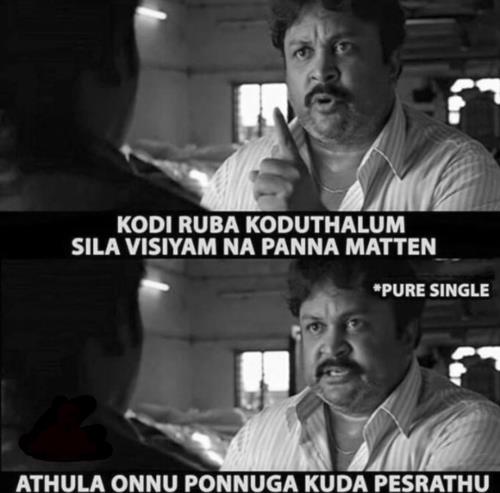 KODI RUBA KODUTHALUM
SILA VISIYAM NA PANNA MATTEN
*PURE SINGLE
ATHULA ONNU PONNUGA KUDA PESRATHU